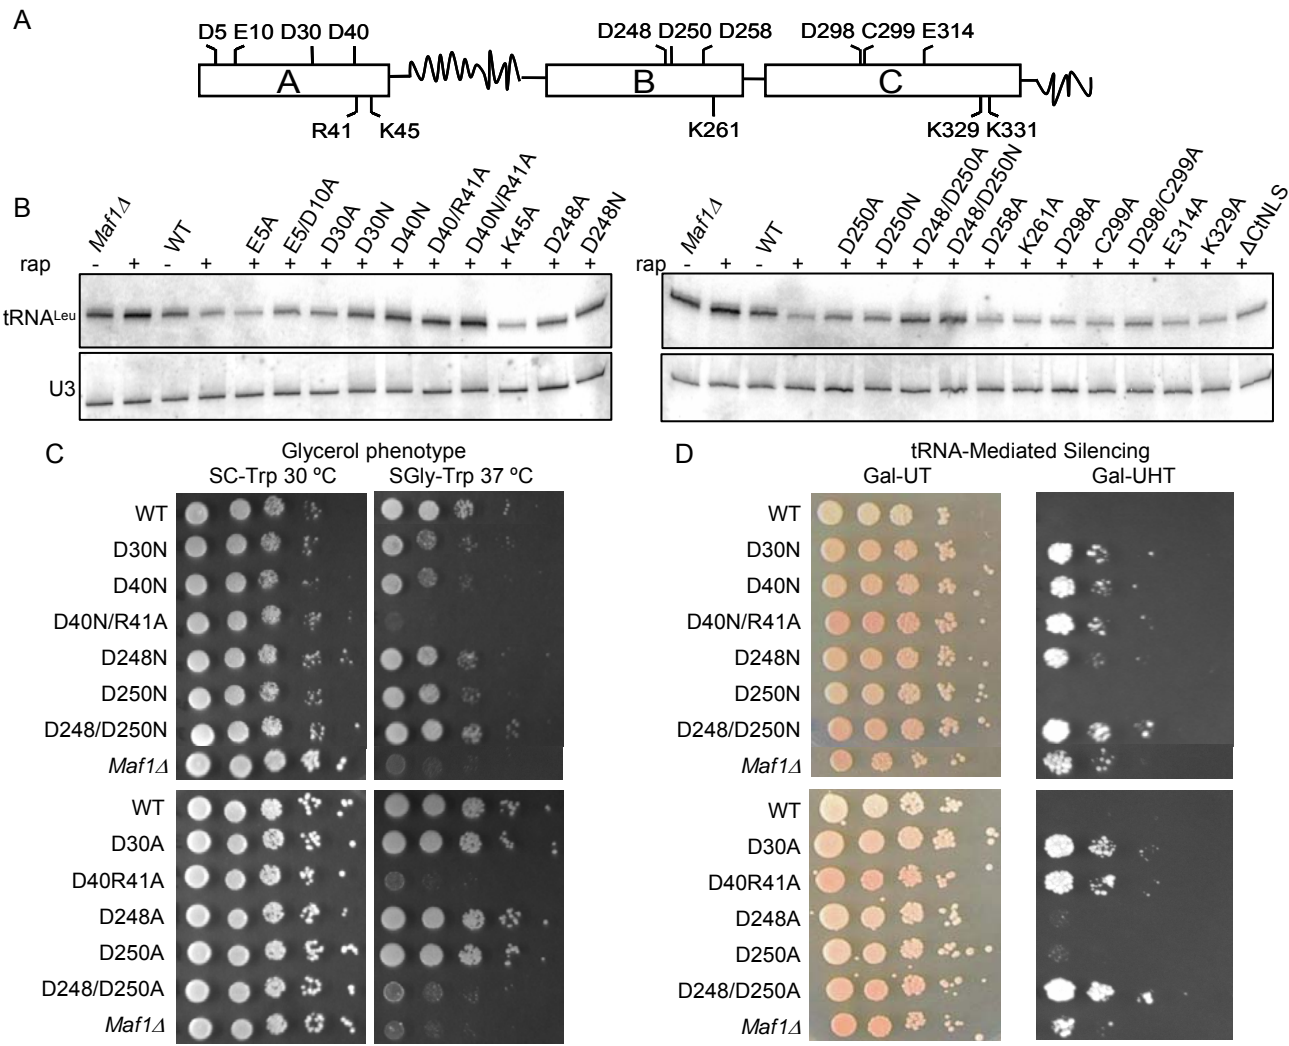 A
D5 E10 D30 D40
D248 D250 D258
D298 C299 E314
A
B
C
R41 K45
K261
K329 K331
B
Maf1Δ
WT
E5A
E5/D10A
D30A
D30N
D40N
D40/R41A
D40N/R41A
K45A
D248A
D248N
rap - + - + + + + + + + + + + +
tRNALeu
U3
Maf1Δ
WT
D250A
D250N
D248/D250A
D248/D250N
D258A
K261A
D298A
C299A
D298/C299A
E314A
K329A
ΔCtNLS
rap - + - + + + + + + + + + + + + +
C
Glycerol phenotype
SC-Trp 30 ºC
SGly-Trp 37 ºC
WT
D30N
D40N
D40N/R41A
D248N
D250N
D248/D250N
Maf1Δ
WT
D30A
D40R41A
D248A
D250A
D248/D250A
Maf1Δ
D
tRNA-Mediated Silencing
Gal-UT
Gal-UHT
WT
D30N
D40N
D40N/R41A
D248N
D250N
D248/D250N
Maf1Δ
WT
D30A
D40R41A
D248A
D250A
D248/D250A
Maf1Δ